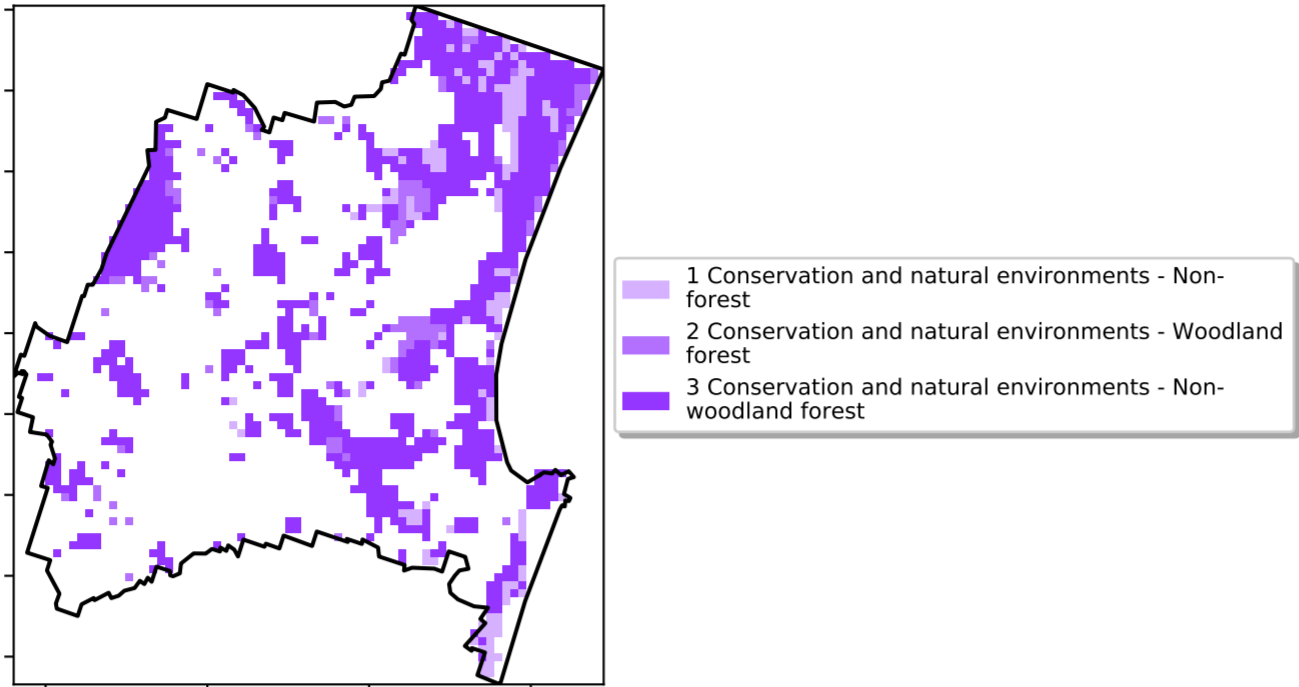 1 Conservation and natural environments - Non-
forest
2 Conservation and natural environments - Woodland
forest
3 Conservation and natural environments - Non-
woodland forest